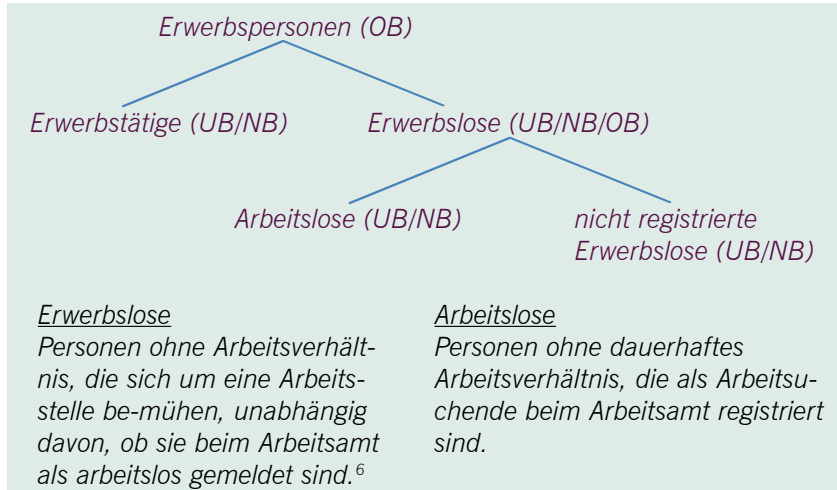 Erwerbspersonen (OB)
Erwerbstätige (UB/NB)
Erwerbslose (UB/NB/OB)
Arbeitslose (UB/NB)
nicht registrierte
Erwerbslose (UB/NB)
Erwerbslose
Personen ohne Arbeitsverhält-
nis, die sich um eine Arbeits-
stelle be-mühen, unabhängig
davon, ob sie beim Arbeitsamt
als arbeitslos gemeldet sind.⁶
Arbeitslose
Personen ohne dauerhaftes
Arbeitsverhältnis, die als Arbeitsu-
chende beim Arbeitsamt registriert
sind.